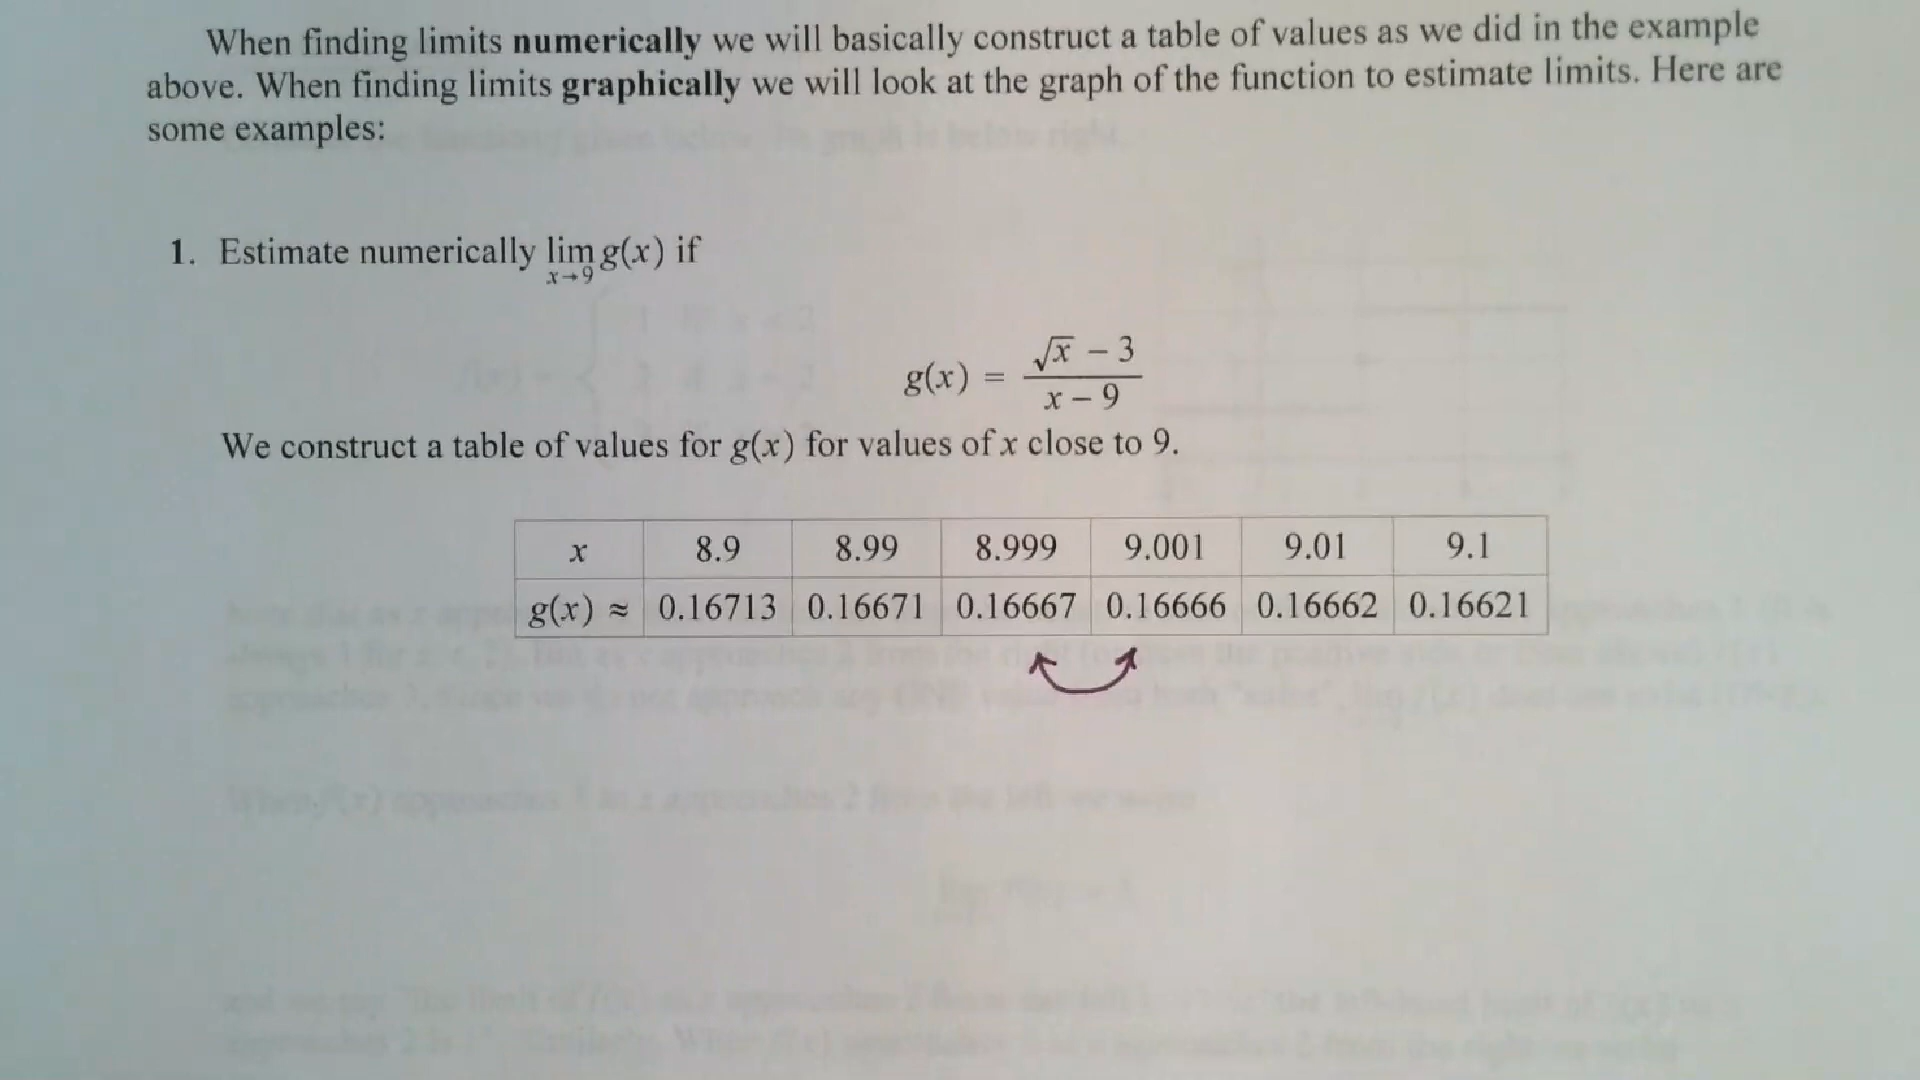 When finding limits numerically we will basically construct a table of values as we did in the example
above. When finding limits graphically we will look at the graph of the function to estimate limits. Here are
some examples:
1. Estimate numerically lim g(x) if
x→9
g(x) = (√x − 3)/(x − 9)
We construct a table of values for g(x) for values of x close to 9.
x 8.9 8.99 8.999 9.001 9.01 9.1
g(x) ≈ 0.16713 0.16671 0.16667 0.16666 0.16662 0.16621